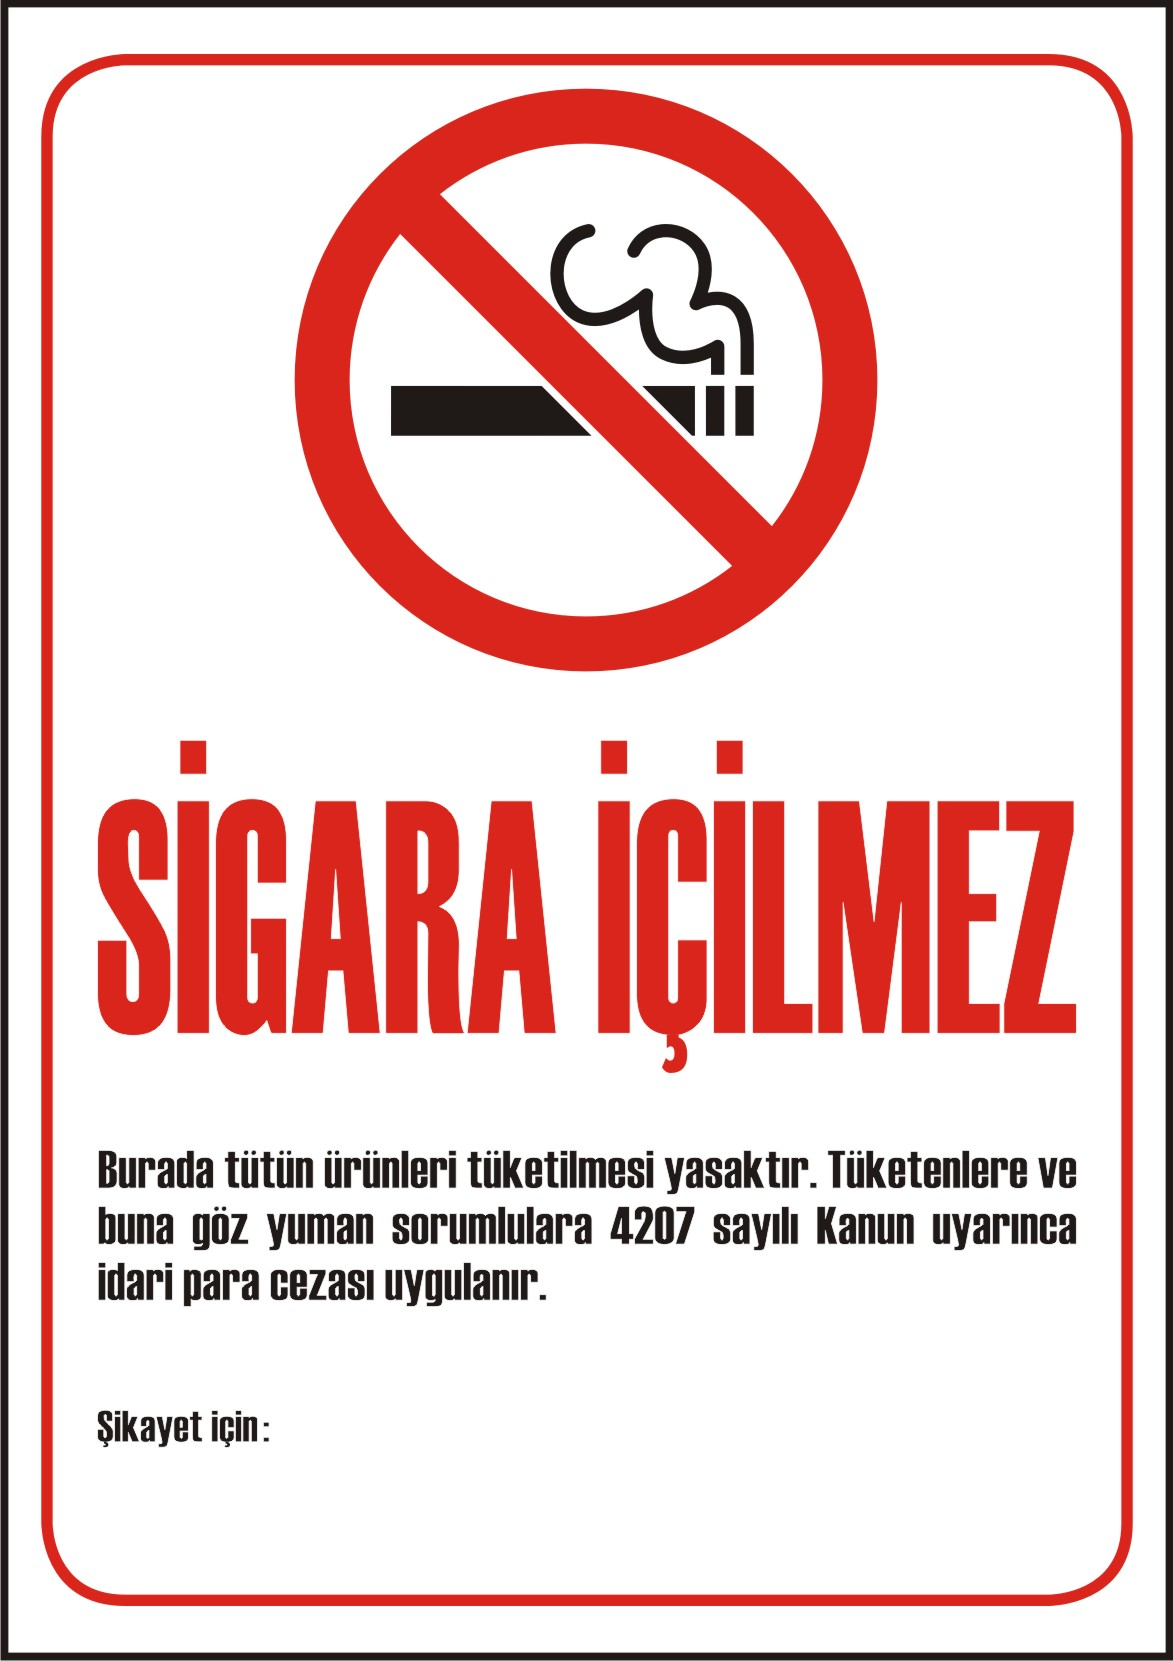 SİGARA İÇİLMEZ
Burada tütün ürünleri tüketilmesi yasaktır. Tüketenlere ve
buna göz yuman sorumlulara 4207 sayılı Kanun uyarınca
idari para cezası uygulanır.
Şikayet için: